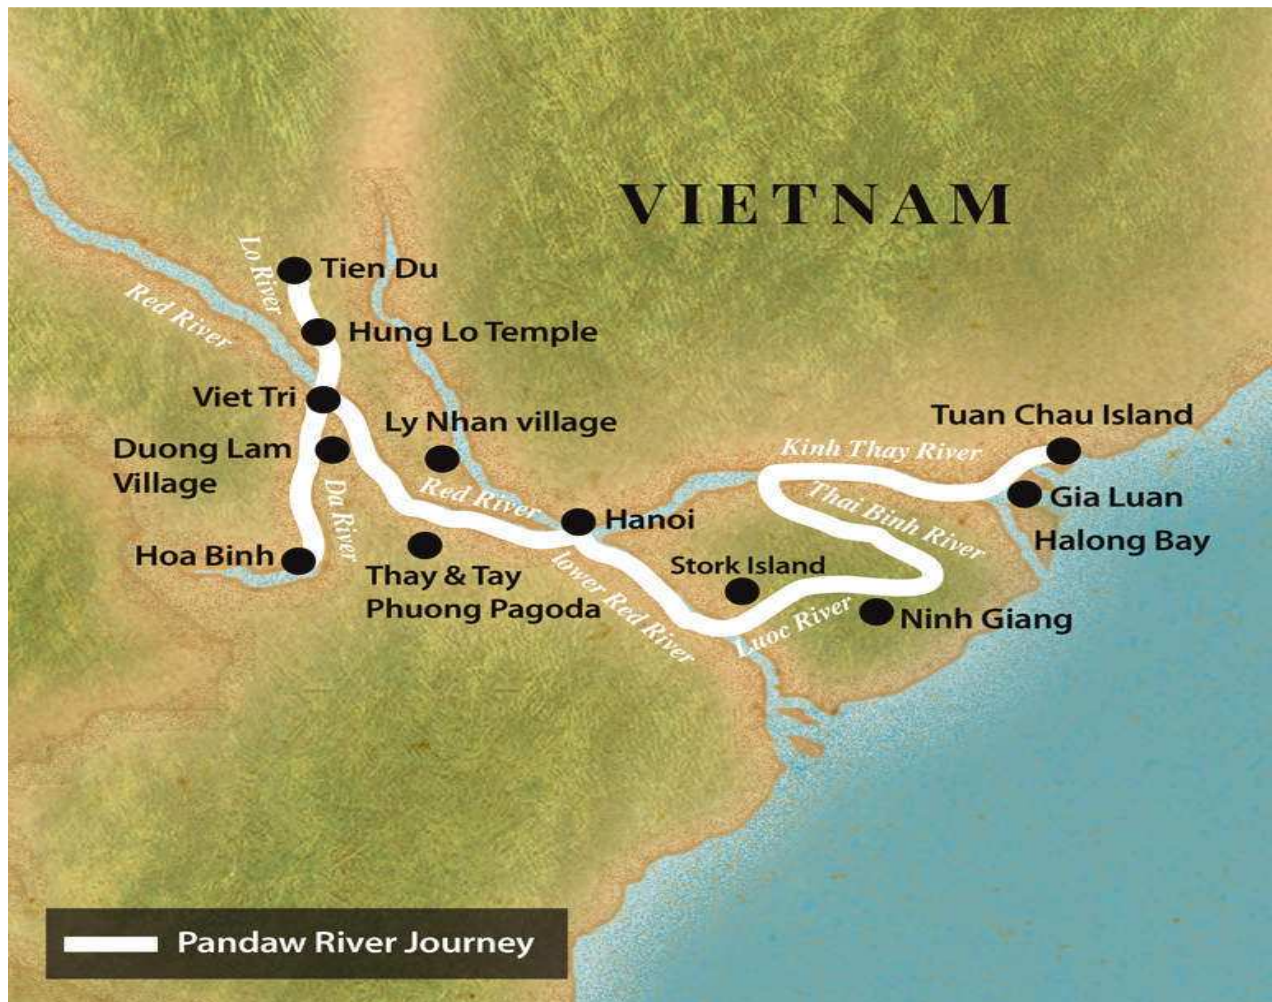 VIETNAM
Lo River
Tien Du
Red River
Hung Lo Temple
Viet Tri
Ly Nhan village
Tuan Chau Island
Duong Lam
Village
Kinh Thay River
Da River
Red River
Thai Binh River
Gia Luan
Hanoi
Halong Bay
Hoa Binh
Thay & Tay
Phuong Pagoda
lower Red River
Stork Island
Luoc River
Ninh Giang
Pandaw River Journey